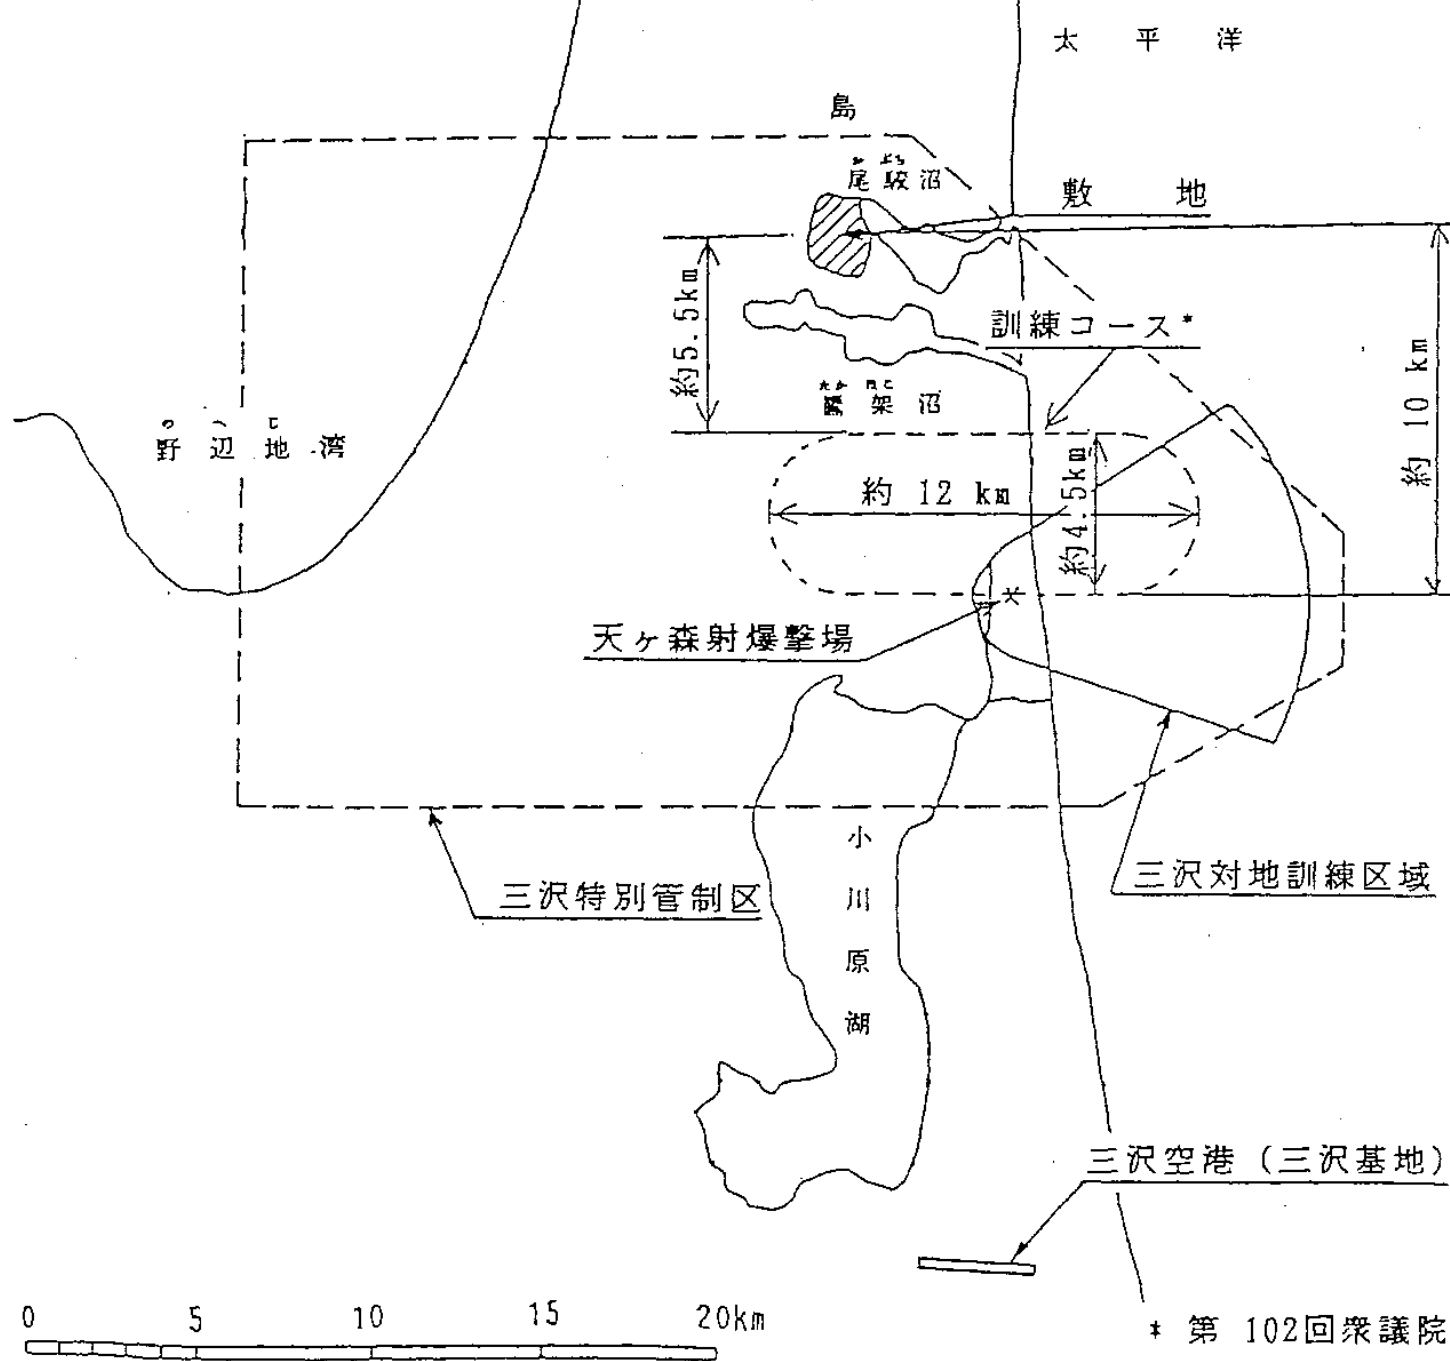 太平洋
島
尾駮沼
敷地
約5.5km
訓練コース*
約 10 km
鷹架沼
野辺地湾
約 12 km
約4.5km
天ヶ森射爆撃場
三沢特別管制区
三沢対地訓練区域
小川原湖
三沢空港（三沢基地）
0 5 10 15 20km
* 第 102回衆議院